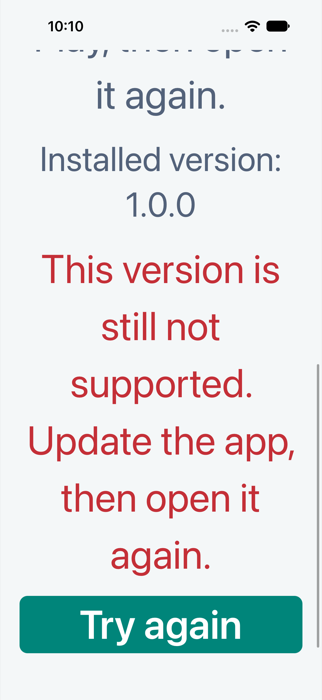 10:10
it again.
Installed version:
1.0.0
This version is
still not
supported.
Update the app,
then open it
again.
Try again